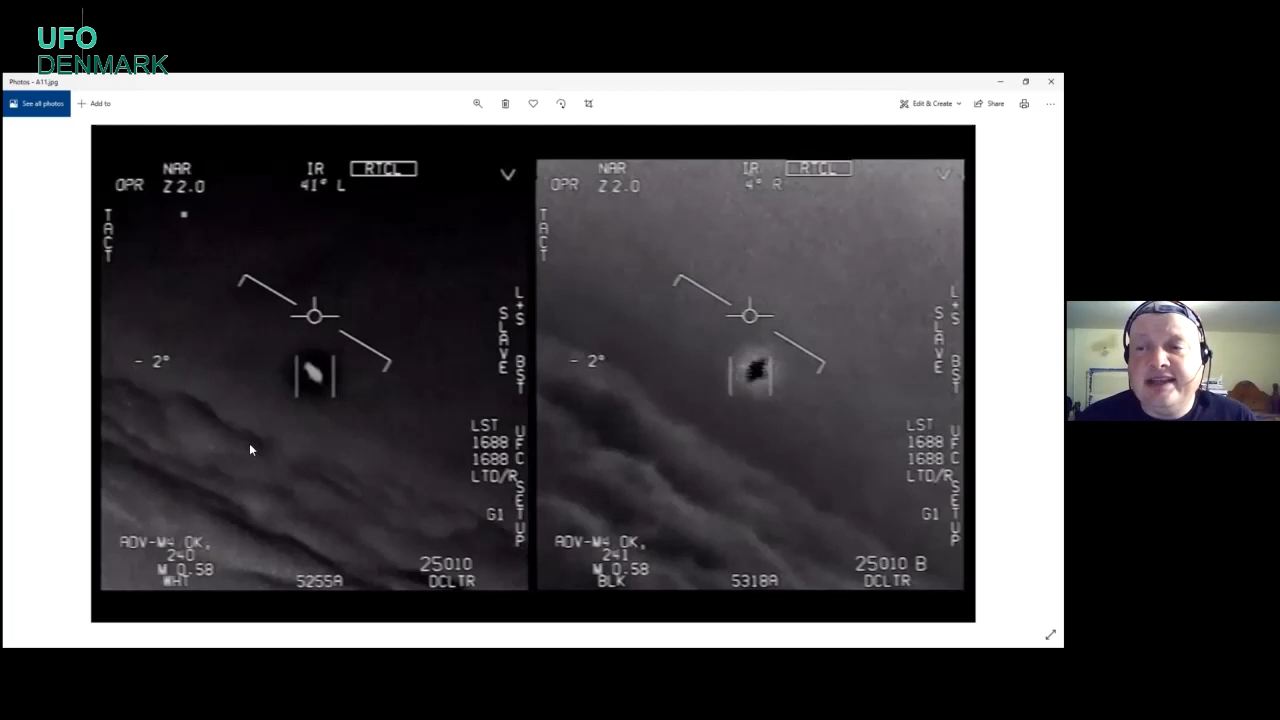 UFO
DENMARK
Photos - A11.jpg
See all photos
Add to
Edit & Create
Share
NAR
IR
RTCL
OPR
Z 2.0
41° L
TACT
L+S BST
SLAVE
- 2°
LST
1688
1688
LTD/R
UFC SETUP
G1
ADV-M4 OK,
240
M 0.58
WHT
5255A
25010
DCLTR
NAR
IR
RTCL
OPR
Z 2.0
4° R
TACT
L+S BST
SLAVE
- 2°
LST
1688
1688
LTD/R
UFC SETUP
G1
ADV-M4 OK,
241
M 0.58
BLK
5318A
25010 B
DCLTR